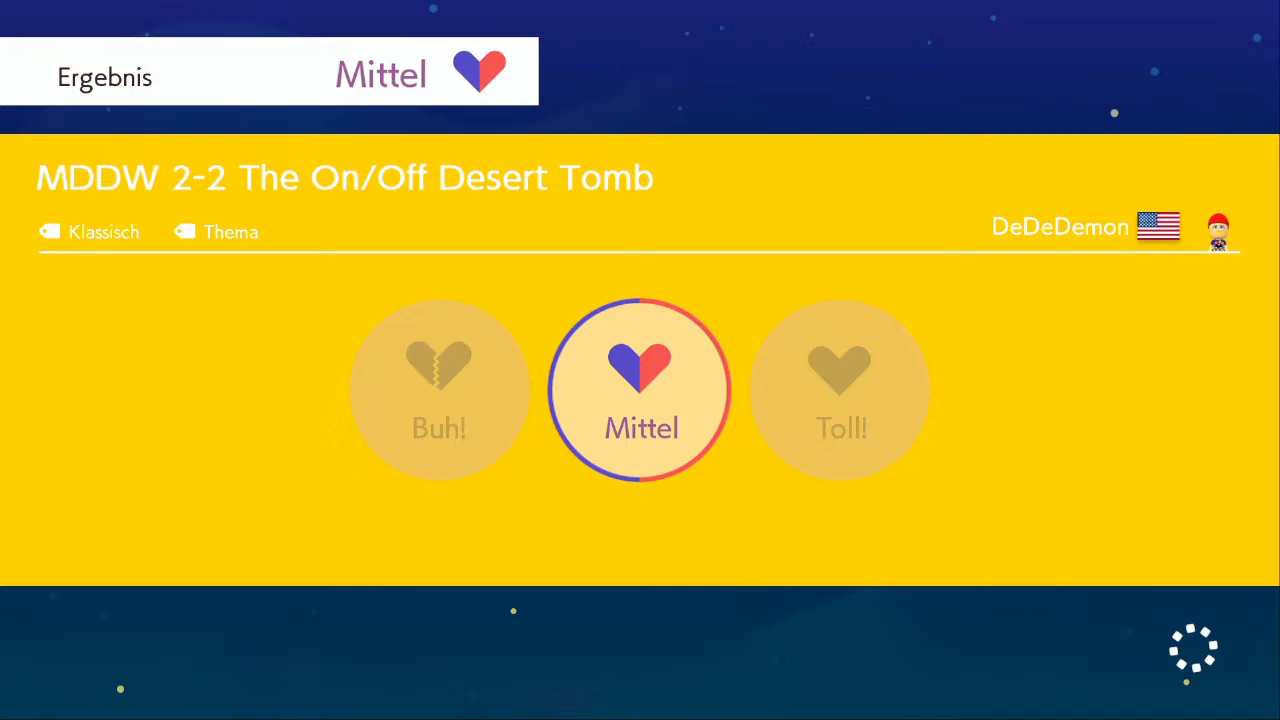 Ergebnis Mittel
MDDW 2-2 The On/Off Desert Tomb
Klassisch Thema DeDeDemon
Buh! Mittel Toll!